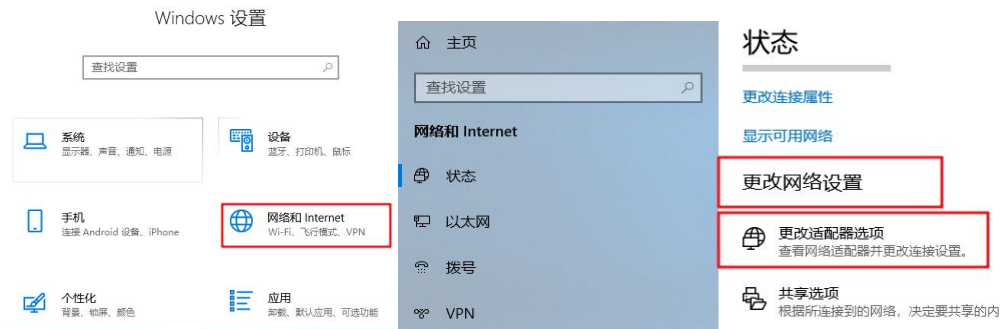 Windows 设置
查找设置
系统
显示器、声音、通知、电源
设备
蓝牙、打印机、鼠标
手机
连接 Android 设备、iPhone
网络和 Internet
Wi-Fi、飞行模式、VPN
个性化
背景、锁屏、颜色
应用
卸载、默认应用、可选功能
主页
查找设置
网络和 Internet
状态
以太网
拨号
VPN
状态
更改连接属性
显示可用网络
更改网络设置
更改适配器选项
查看网络适配器并更改连接设置。
共享选项
根据所连接到的网络，决定要共享的内